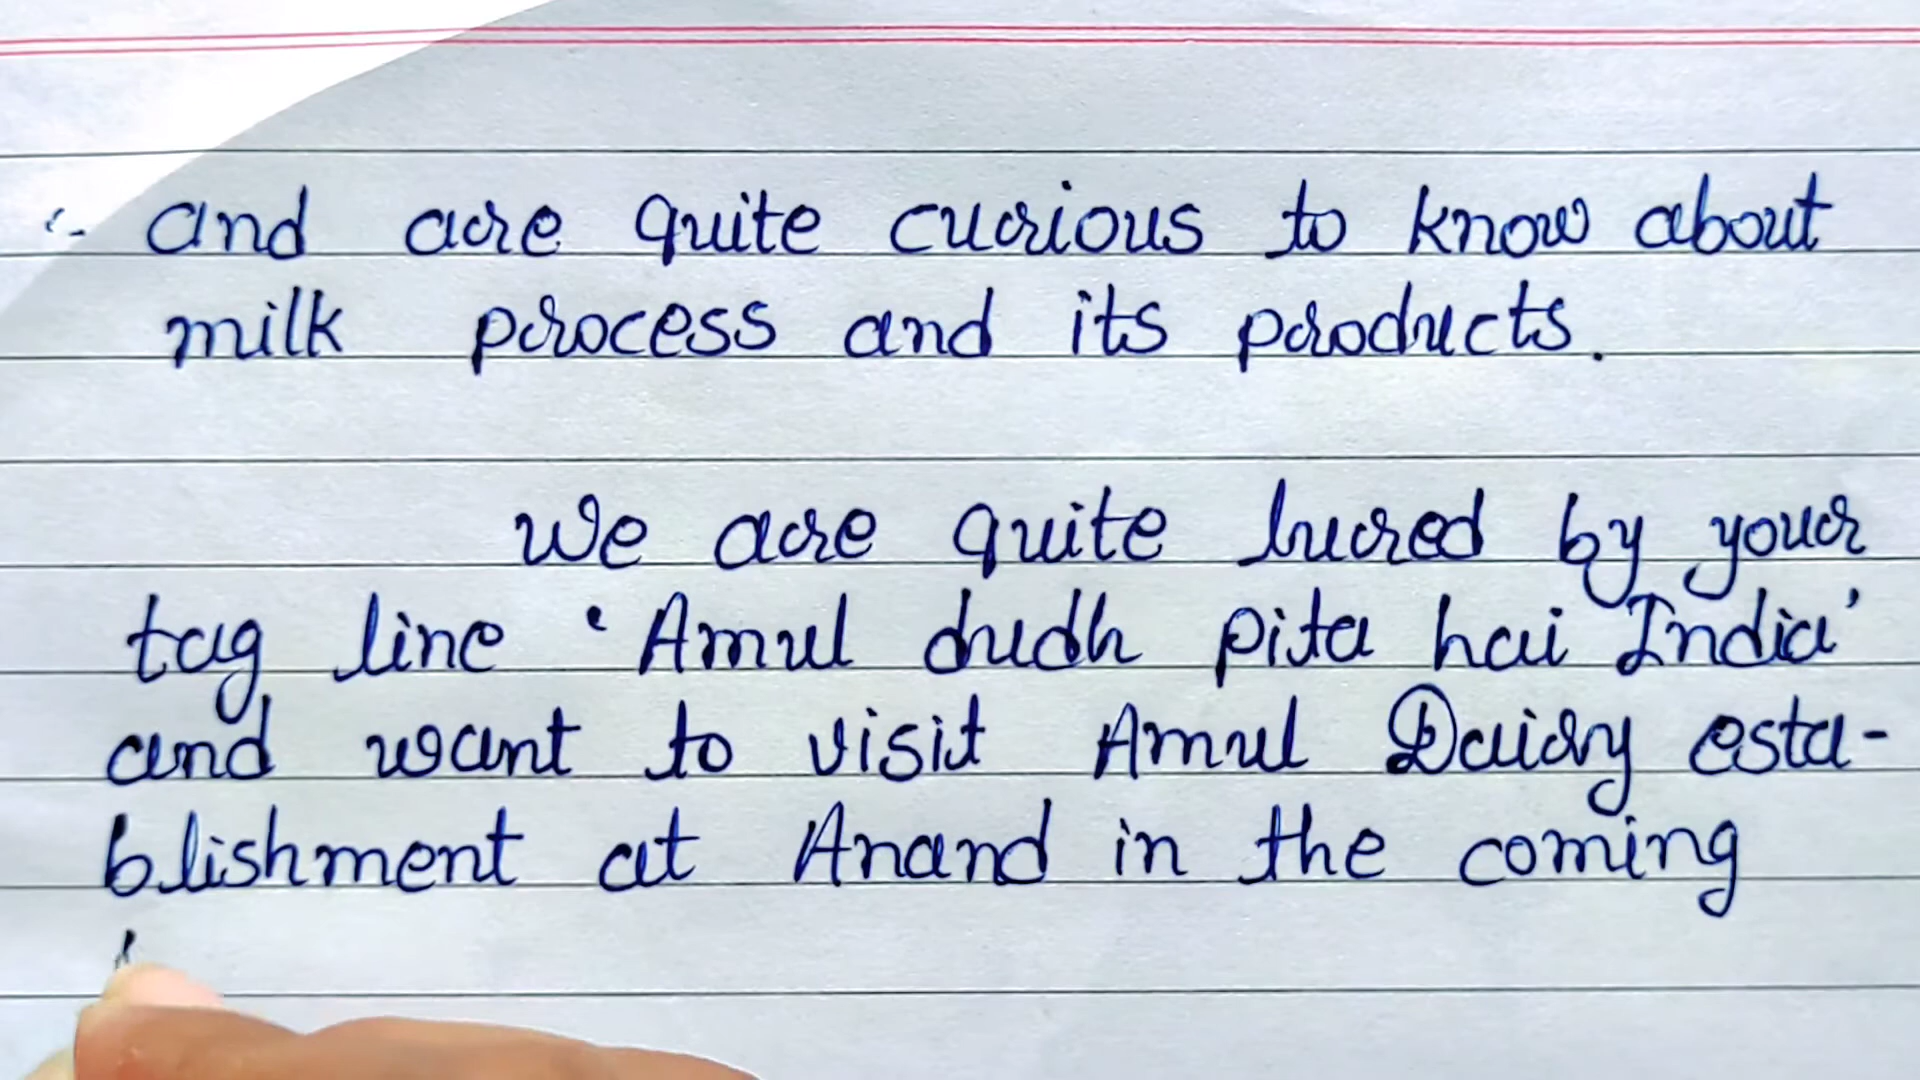 and are quite curious to know about
milk process and its products.
We are quite lured by your
tag line 'Amul dudh pita hai India'
and want to visit Amul Dairy esta-
blishment at Anand in the coming